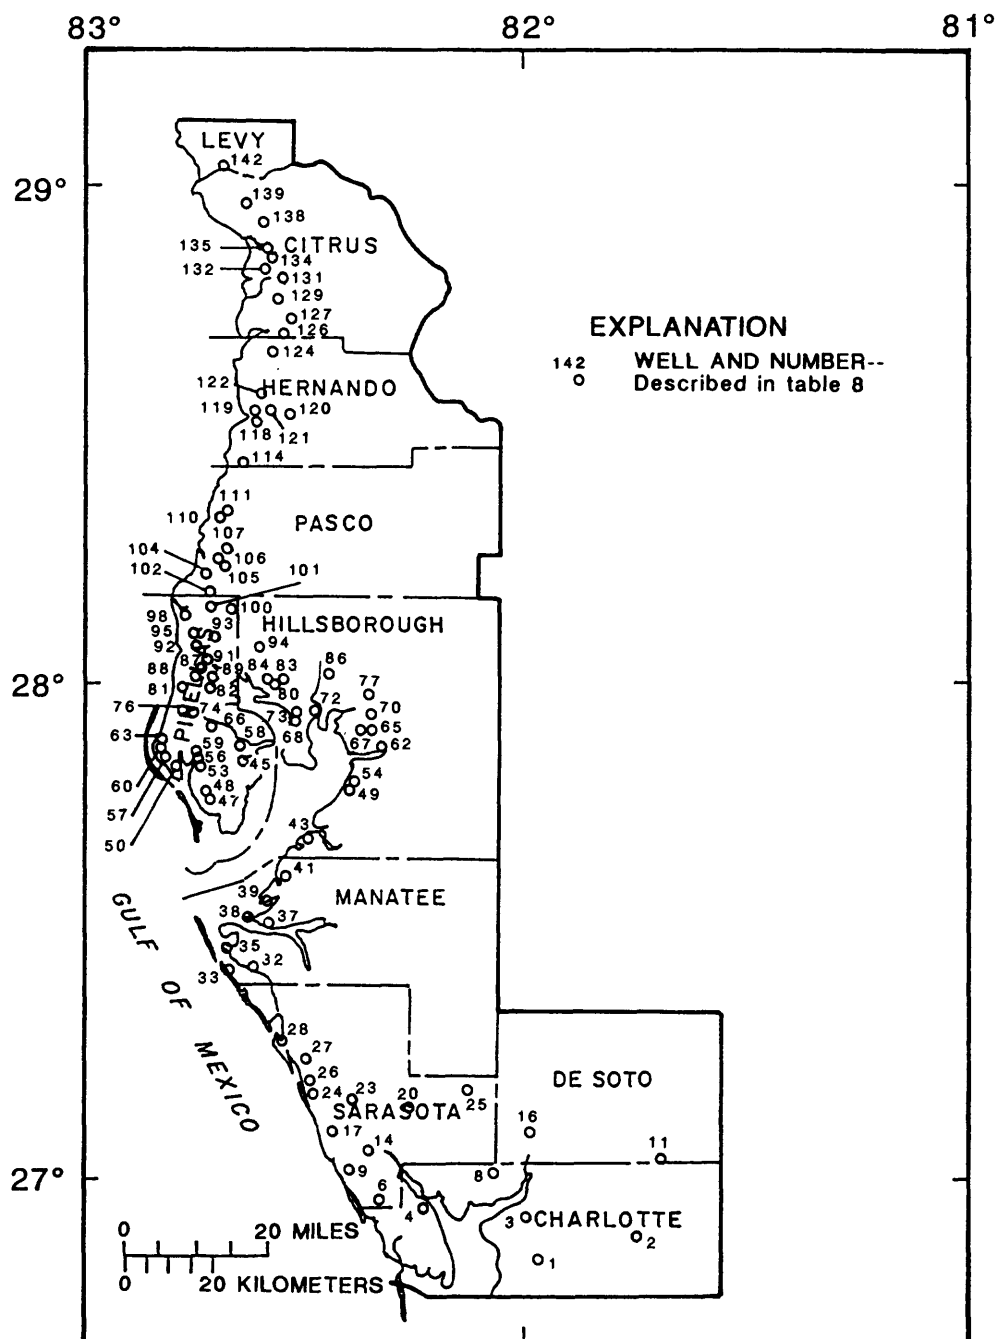 83° 82° 81°
LEVY
142
29°
139
138
135 CITRUS
134
132
131
129
127
EXPLANATION
126
142 WELL AND NUMBER--
124
Described in table 8
122 HERNANDO
119 120
118 121
114
111
110
PASCO
107
104 106
105 101
102
100
98 HILLSBOROUGH
95 93
92 94
91
87
88 89 84 83 86
28°
81 82 80 77
PINELLAS
76 74 72 70
66 73
63 58 68 67 65
59 62
56 45
53
60 54
48 49
57 47
50 43
41
39 MANATEE
38 37
35
32
33
GULF OF MEXICO
28
27
26 DE SOTO
24 23 20 25
SARASOTA
16
17
14 11
27°
9 8
6
4 3 CHARLOTTE
0 20 MILES
2
1
0 20 KILOMETERS